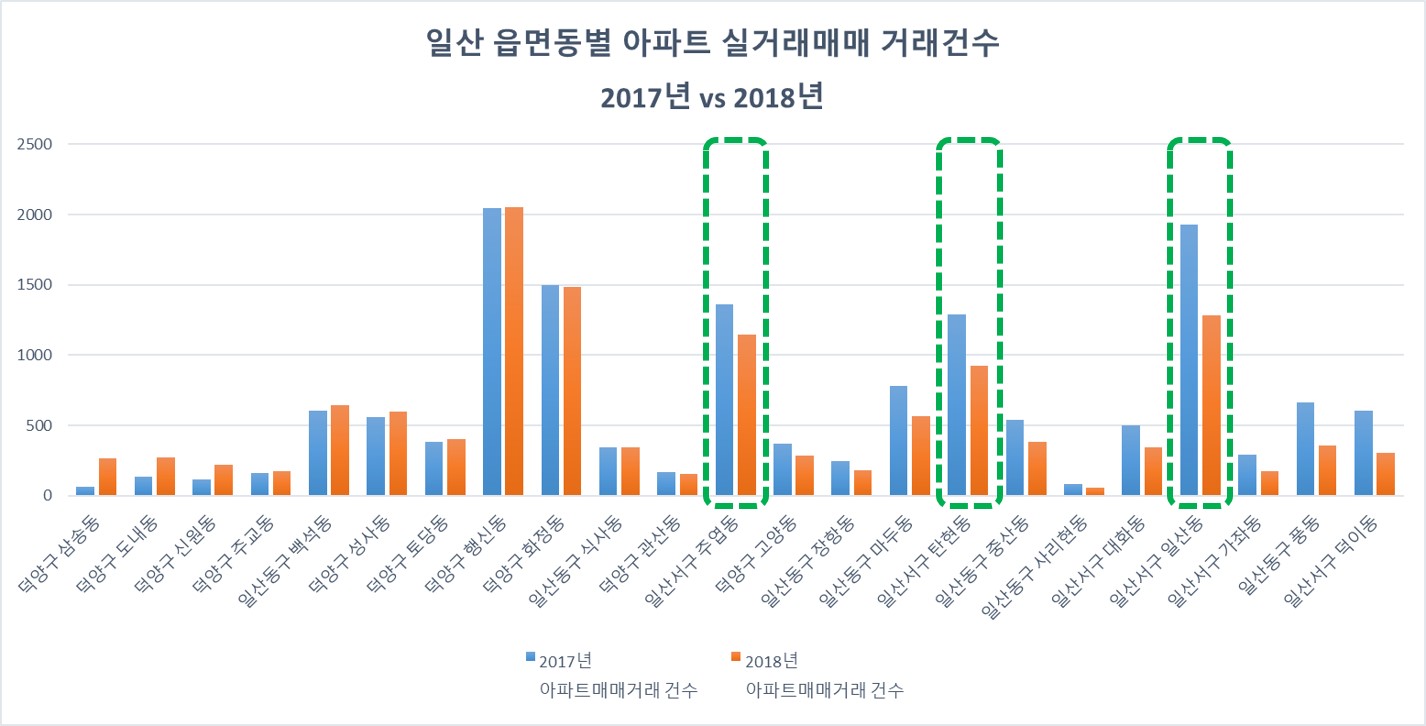 일산 읍면동별 아파트 실거래매매 거래건수
2017년 vs 2018년
2500
2000
1500
1000
500
0
덕양구 삼송동
덕양구 도내동
덕양구 신원동
덕양구 주교동
일산동구 백석동
덕양구 성사동
덕양구 토당동
덕양구 행신동
덕양구 화정동
일산동구 식사동
덕양구 관산동
일산서구 주엽동
덕양구 고양동
일산동구 장항동
일산동구 마두동
일산서구 탄현동
일산동구 중산동
일산동구 사리현동
일산서구 대화동
일산서구 일산동
일산서구 가좌동
일산동구 풍동
일산서구 덕이동
2017년
아파트매매거래 건수
2018년
아파트매매거래 건수